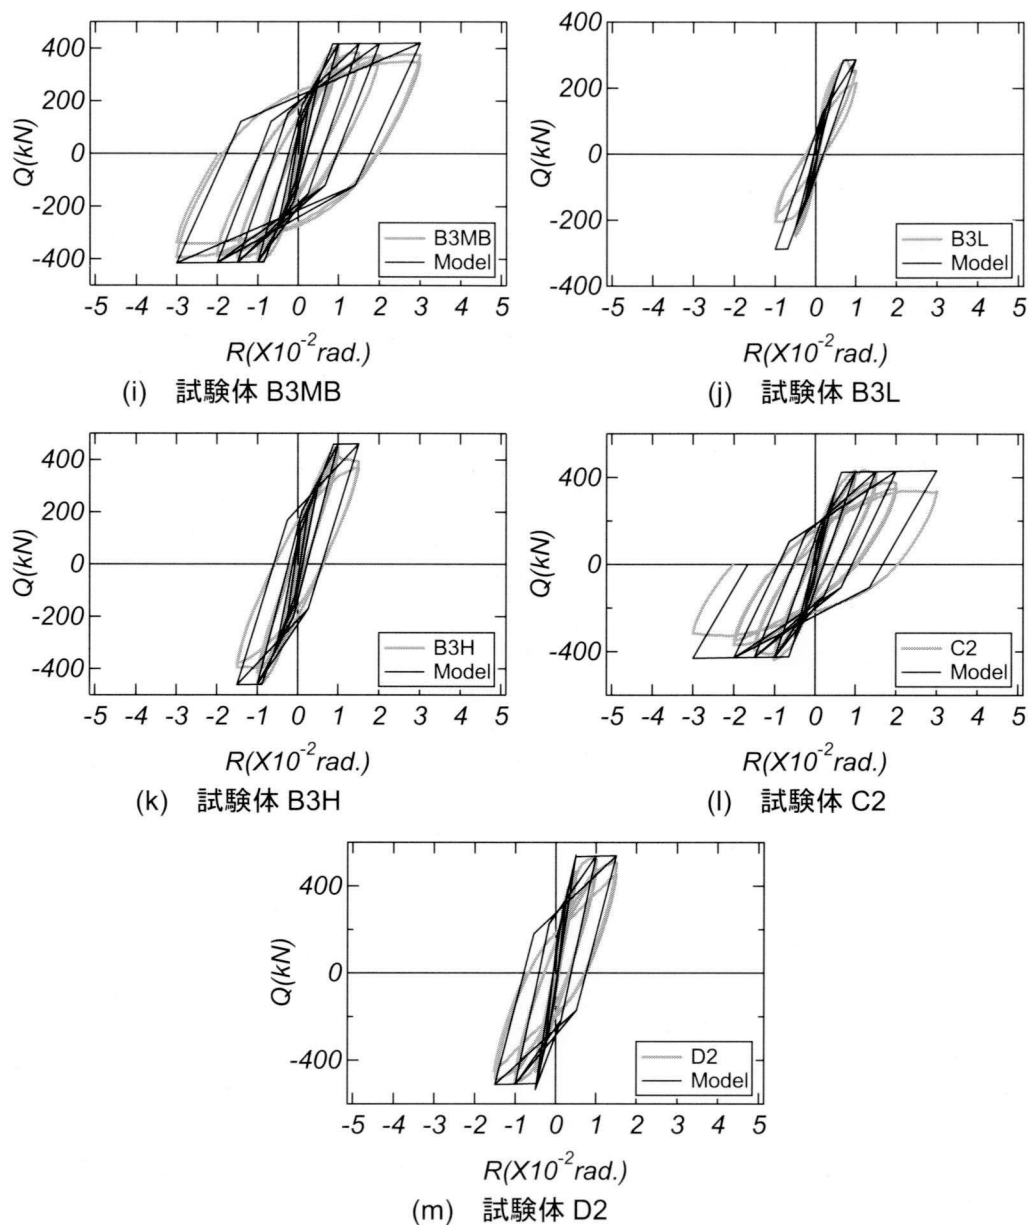 400
200
0
-200
-400
Q(kN)
B3MB
Model
-5 -4 -3 -2 -1 0 1 2 3 4 5
R(X10⁻²rad.)
(i) 試験体 B3MB
400
200
0
-200
-400
Q(kN)
B3L
Model
-5 -4 -3 -2 -1 0 1 2 3 4 5
R(X10⁻²rad.)
(j) 試験体 B3L
400
200
0
-200
-400
Q(kN)
B3H
Model
-5 -4 -3 -2 -1 0 1 2 3 4 5
R(X10⁻²rad.)
(k) 試験体 B3H
400
200
0
-200
-400
Q(kN)
C2
Model
-5 -4 -3 -2 -1 0 1 2 3 4 5
R(X10⁻²rad.)
(l) 試験体 C2
400
0
-400
Q(kN)
D2
Model
-5 -4 -3 -2 -1 0 1 2 3 4 5
R(X10⁻²rad.)
(m) 試験体 D2